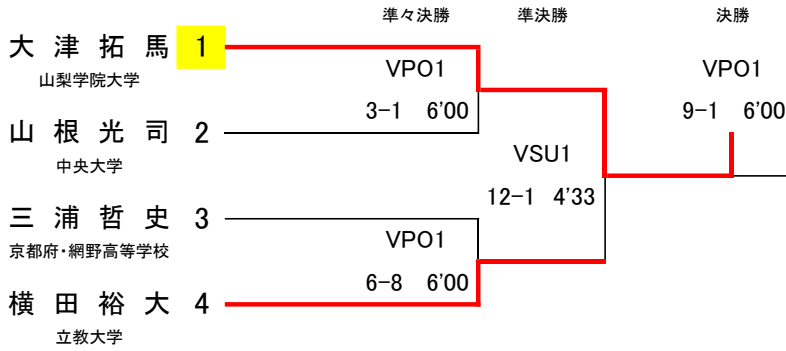 準々決勝 準決勝 決勝
大津拓馬 1
山梨学院大学
VPO1
3-1 6'00
山根光司 2
中央大学
VSU1
12-1 4'33
VPO1
9-1 6'00
三浦哲史 3
京都府・網野高等学校
VPO1
6-8 6'00
横田裕大 4
立教大学